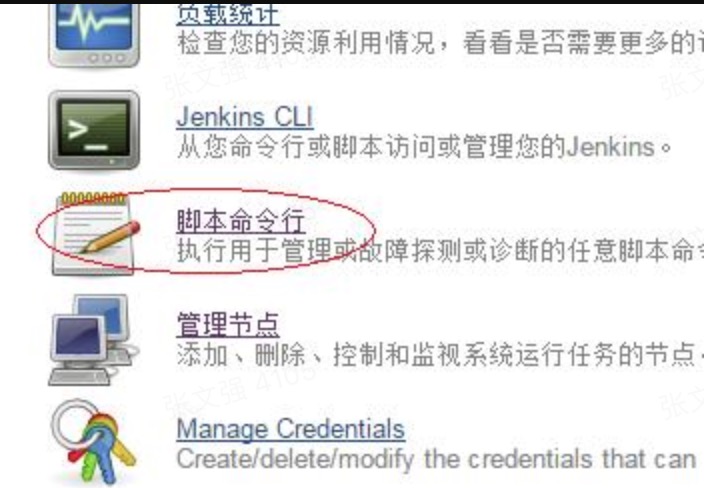 负载统计
检查您的资源利用情况，看看是否需要更多的
Jenkins CLI
从您命令行或脚本访问或管理您的Jenkins。
脚本命令行
执行用于管理或故障探测或诊断的任意脚本命令
管理节点
添加、删除、控制和监视系统运行任务的节点，
Manage Credentials
Create/delete/modify the credentials that can